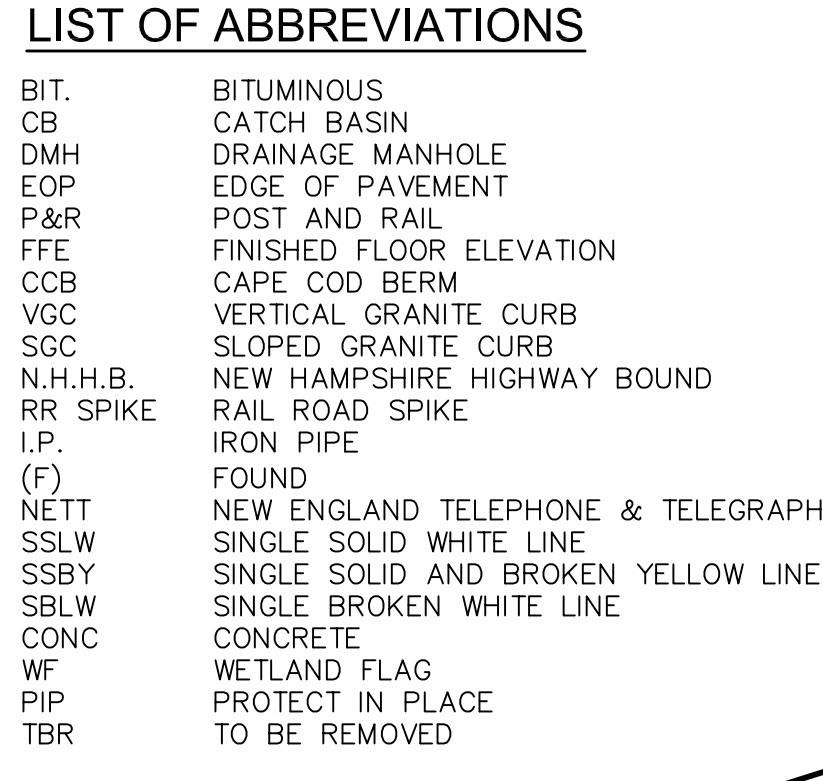 LIST OF ABBREVIATIONS
BIT. BITUMINOUS
CB CATCH BASIN
DMH DRAINAGE MANHOLE
EOP EDGE OF PAVEMENT
P&R POST AND RAIL
FFE FINISHED FLOOR ELEVATION
CCB CAPE COD BERM
VGC VERTICAL GRANITE CURB
SGC SLOPED GRANITE CURB
N.H.H.B. NEW HAMPSHIRE HIGHWAY BOUND
RR SPIKE RAIL ROAD SPIKE
I.P. IRON PIPE
(F) FOUND
NETT NEW ENGLAND TELEPHONE & TELEGRAPH
SSLW SINGLE SOLID WHITE LINE
SSBY SINGLE SOLID AND BROKEN YELLOW LINE
SBLW SINGLE BROKEN WHITE LINE
CONC CONCRETE
WF WETLAND FLAG
PIP PROTECT IN PLACE
TBR TO BE REMOVED